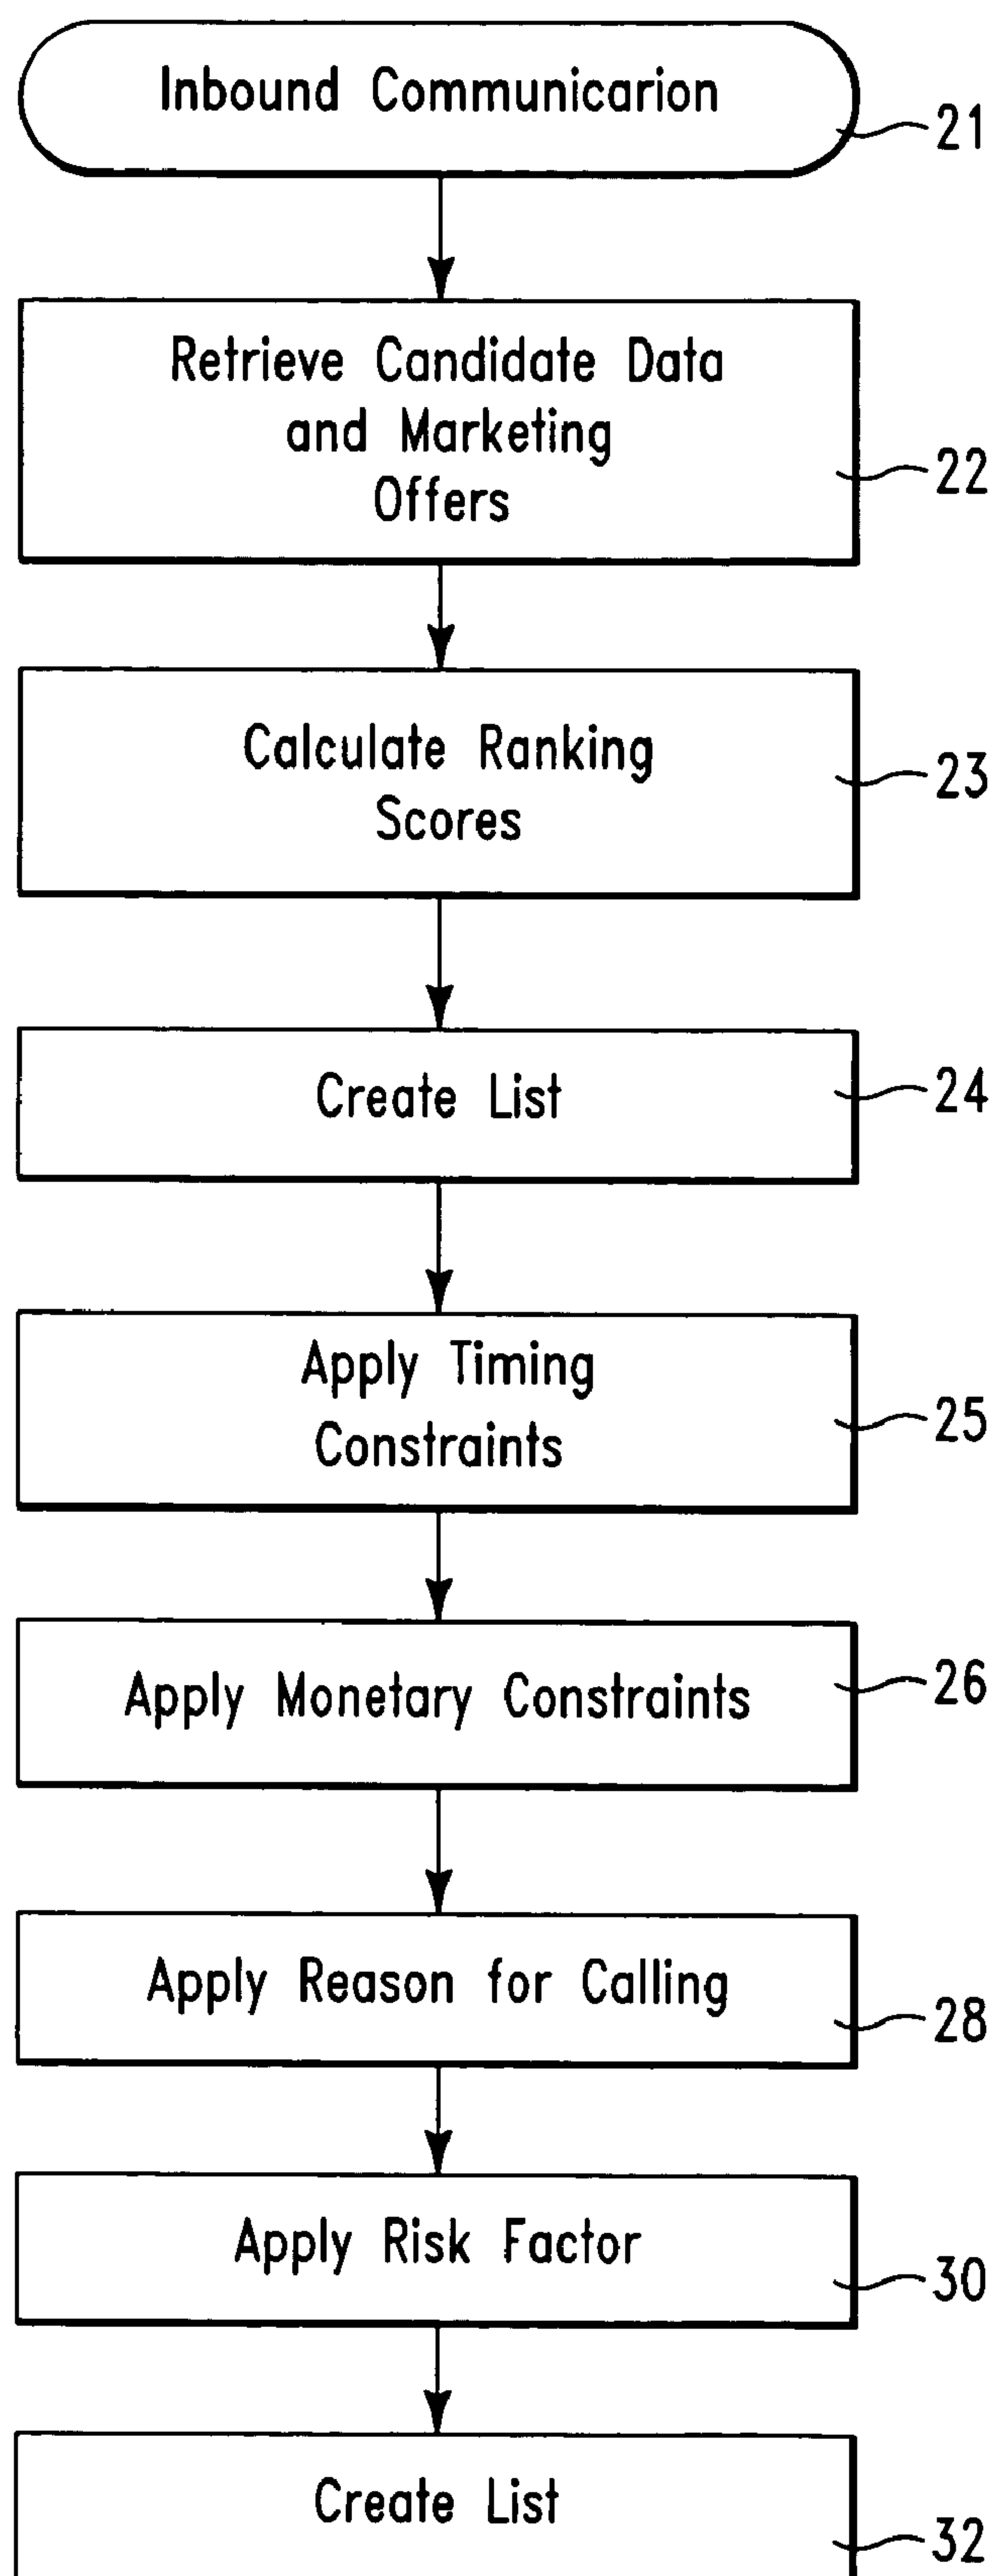 Inbound Communicarion
21
Retrieve Candidate Data
and Marketing
Offers
22
Calculate Ranking
Scores
23
Create List
24
Apply Timing
Constraints
25
Apply Monetary Constraints
26
Apply Reason for Calling
28
Apply Risk Factor
30
Create List
32